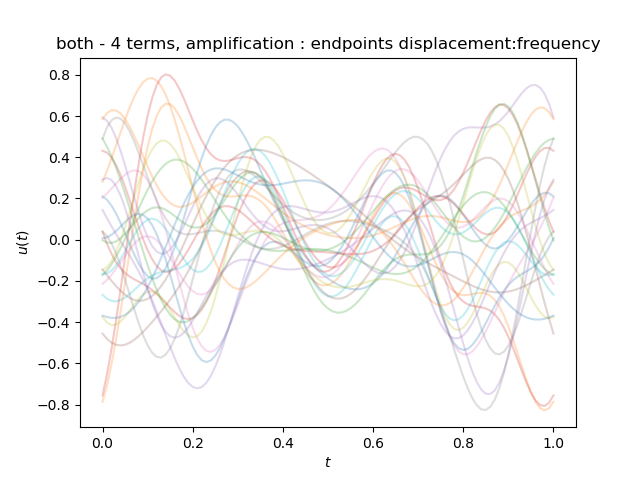 both - 4 terms, amplification : endpoints displacement:frequency
0.8
0.6
0.4
0.2
0.0
−0.2
−0.4
−0.6
−0.8
u(t)
0.0 0.2 0.4 0.6 0.8 1.0
t